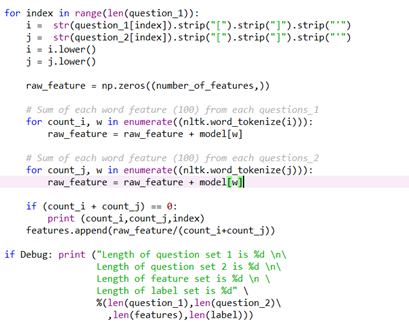 for index in range(len(question_1)):
    i =  str(question_1[index]).strip("[").strip("]").strip("'")
    j =  str(question_2[index]).strip("[").strip("]").strip("'")
    i = i.lower()
    j = j.lower()
    raw_feature = np.zeros((number_of_features,))
    # Sum of each word feature (100) from each questions_1
    for count_i, w in enumerate((nltk.word_tokenize(i))):
        raw_feature = raw_feature + model[w]
    # Sum of each word feature (100) from each questions_2
    for count_j, w in enumerate((nltk.word_tokenize(j))):
        raw_feature = raw_feature + model[w]
    if (count_i + count_j) == 0:
        print (count_i,count_j,index)
    features.append(raw_feature/(count_i+count_j))
if Debug: print ("Length of question set 1 is %d \n\
                Length of question set 2 is %d \n\
                Length of feature set is %d \n \
                Length of label set is %d" \
                %(len(question_1),len(question_2)\
                  ,len(features),len(label)))